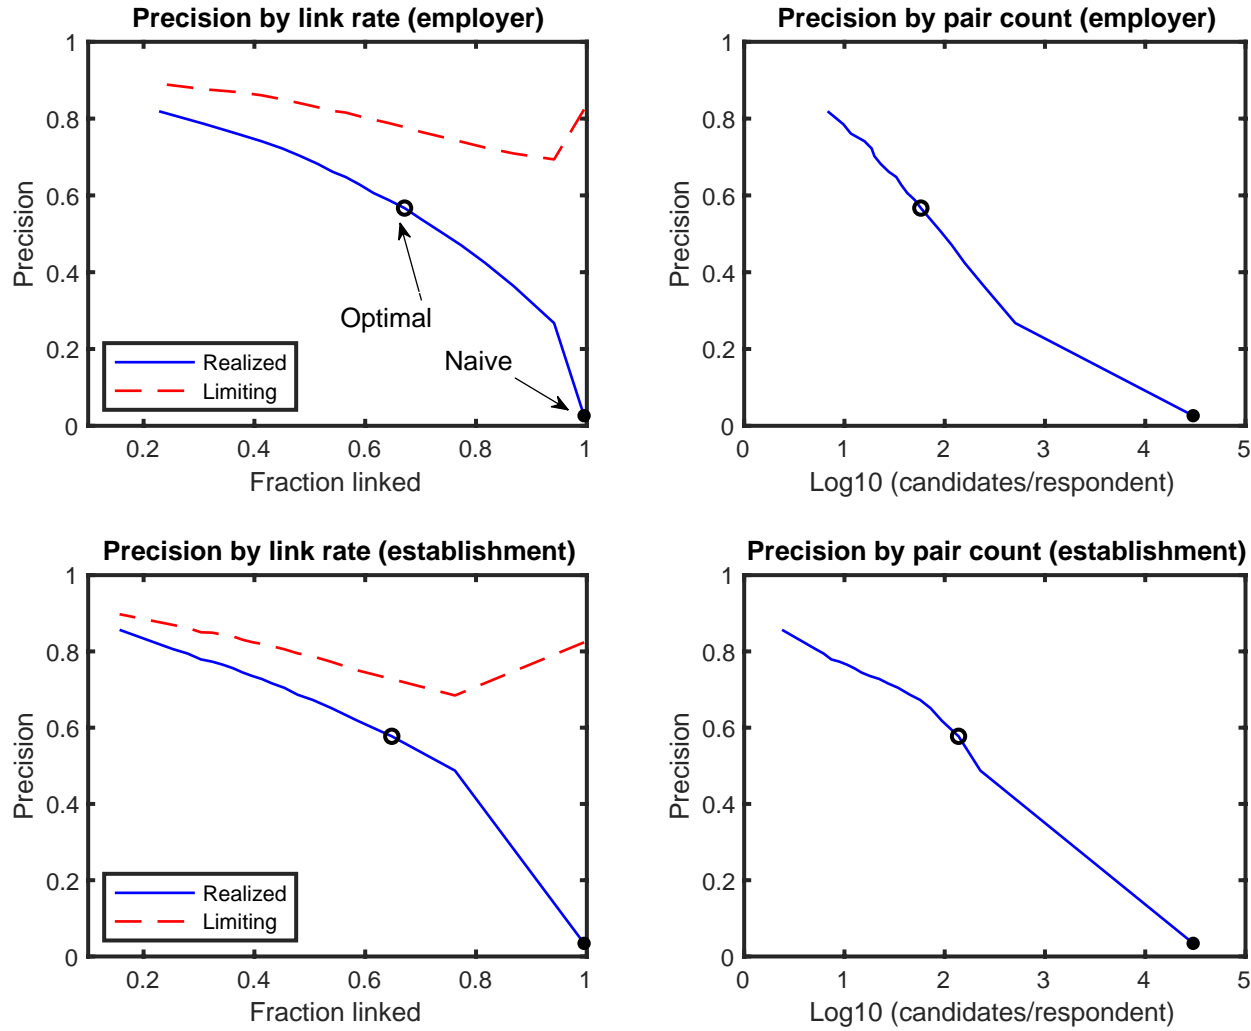 Precision by link rate (employer)
1
0.8
0.6
0.4
0.2
0
Precision
Optimal
Naive
Realized
Limiting
0.2
0.4
0.6
0.8
1
Fraction linked
Precision by pair count (employer)
1
0.8
0.6
0.4
0.2
0
Precision
0
1
2
3
4
5
Log10 (candidates/respondent)
Precision by link rate (establishment)
1
0.8
0.6
0.4
0.2
0
Precision
Realized
Limiting
0.2
0.4
0.6
0.8
1
Fraction linked
Precision by pair count (establishment)
1
0.8
0.6
0.4
0.2
0
Precision
0
1
2
3
4
5
Log10 (candidates/respondent)